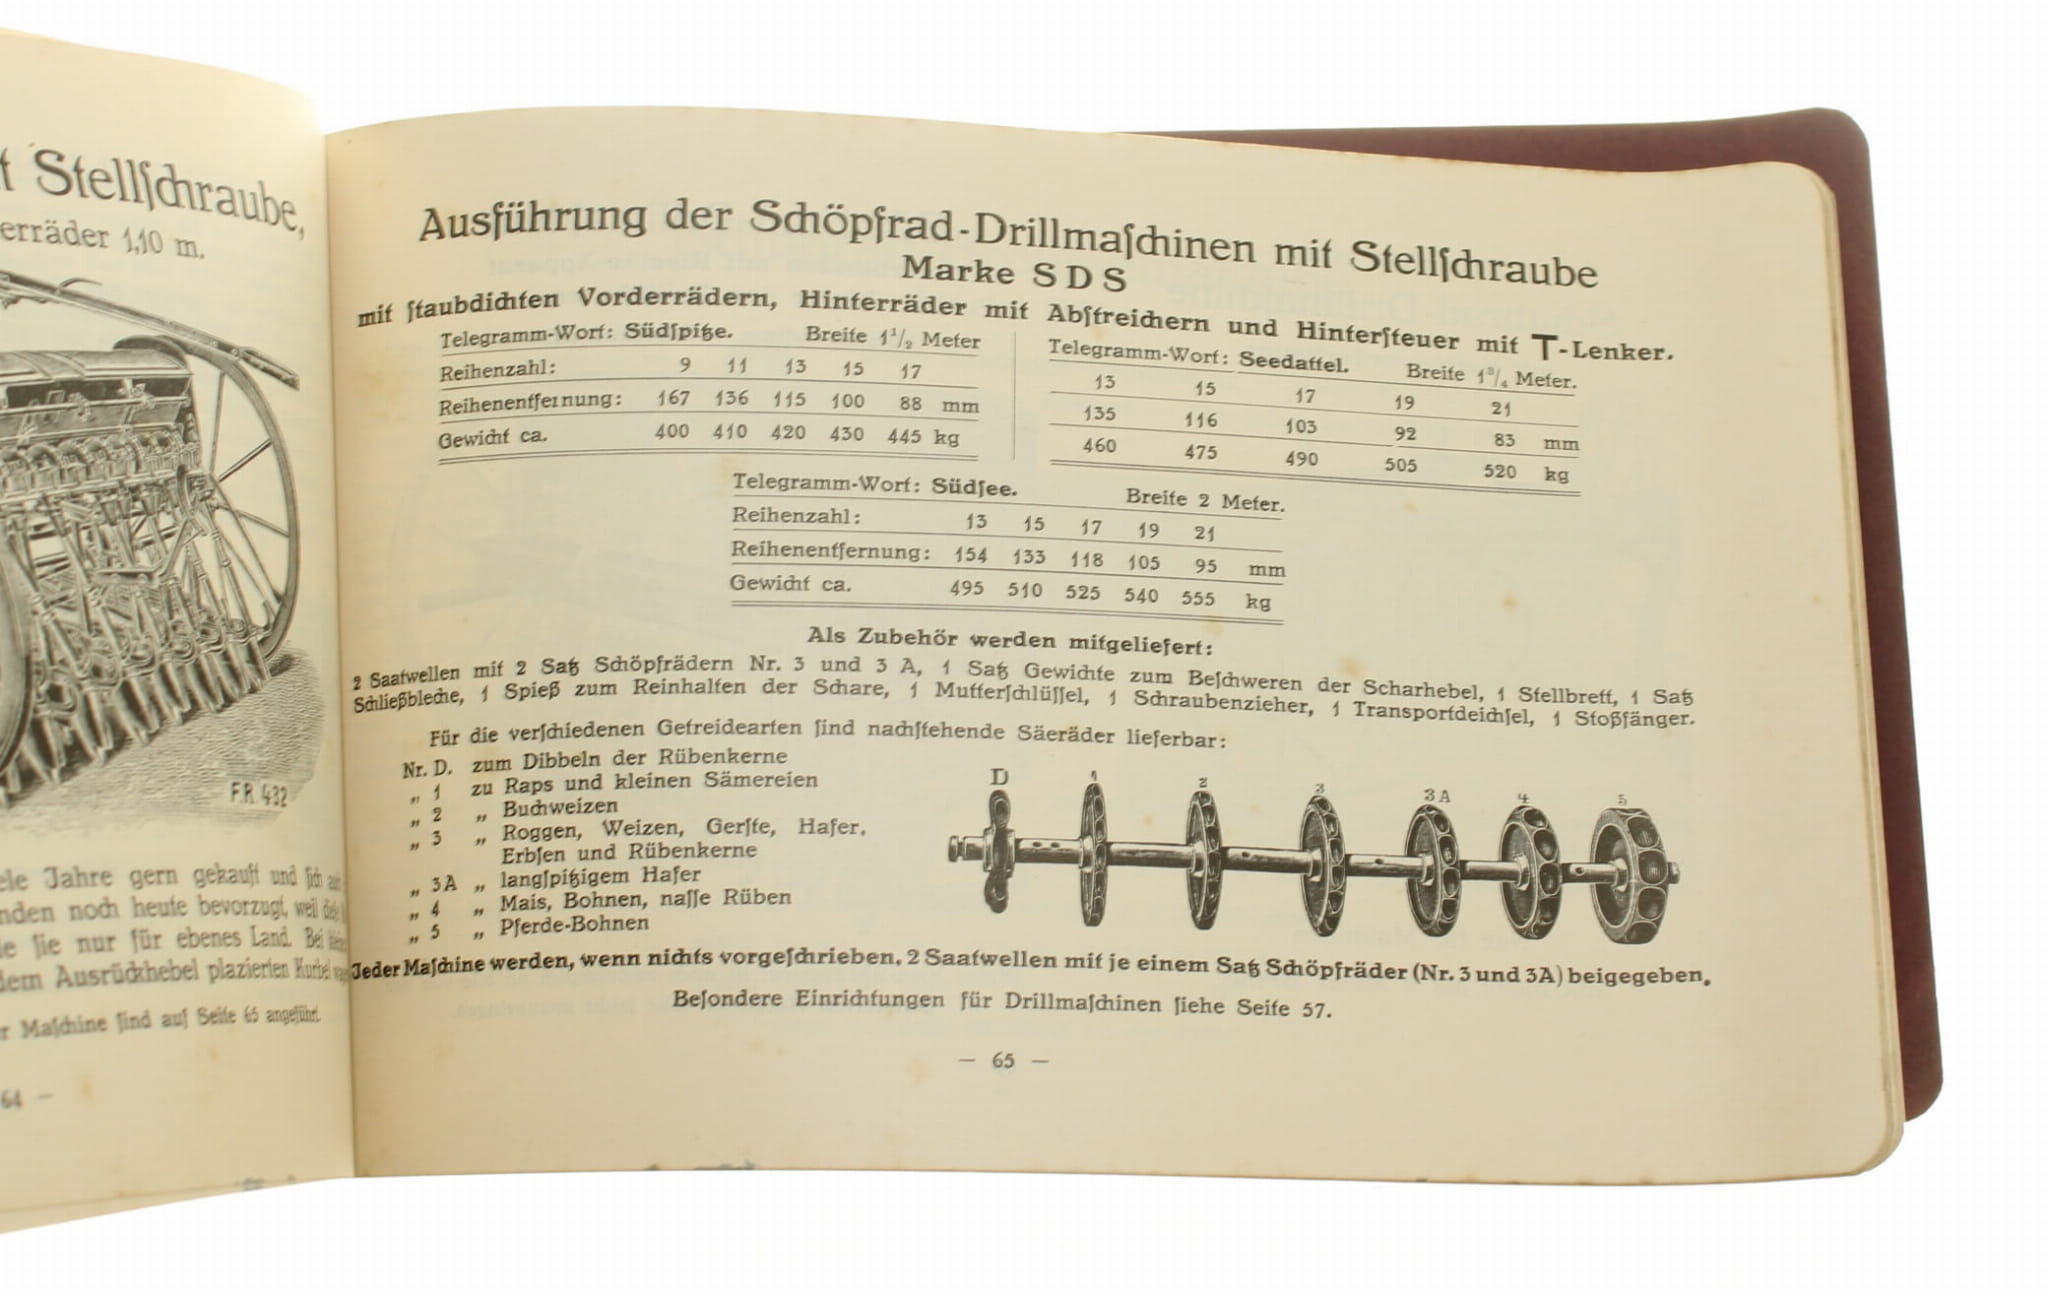 t Stellſchraube,
erräder 1,10 m.
F.R. 432
ele Jahre gern gekauft und ſich
nden noch heute bevorzugt, weil
ie ſie nur für ebenes Land. Bei
dem Ausrückhebel plazierten Kurbel
r Maſchine ſind auf Seite 65 angeführt.
64 —
Ausführung der Schöpfrad-Drillmaſchinen mit Stellſchraube
Marke SDS
mit ſtaubdichten Vorderrädern, Hinterräder mit Abſtreichern und Hinterſteuer mit T-Lenker.
Telegramm-Wort: Südſpitze. Breite 1 1/2 Meter
Reihenzahl: 9 11 13 15 17
Reihenentfernung: 167 136 115 100 88 mm
Gewicht ca. 400 410 420 430 445 kg
Telegramm-Wort: Seedattel. Breite 1 3/4 Meter.
13 15 17 19 21
135 116 103 92 83 mm
460 475 490 505 520 kg
Telegramm-Wort: Südſee. Breite 2 Meter.
Reihenzahl: 13 15 17 19 21
Reihenentfernung: 154 133 118 105 95 mm
Gewicht ca. 495 510 525 540 555 kg
Als Zubehör werden mitgeliefert:
2 Saatwellen mit 2 Satz Schöpfrädern Nr. 3 und 3 A, 1 Satz Gewichte zum Beſchweren der Scharhebel, 1 Stellbrett, 1 Satz
Schließbleche, 1 Spieß zum Reinhalten der Schare, 1 Mutterſchlüſſel, 1 Schraubenzieher, 1 Transportdeichſel, 1 Stoßfänger.
Für die verſchiedenen Getreidearten ſind nachſtehende Säeräder lieferbar:
Nr. D. zum Dibbeln der Rübenkerne
„ 1 zu Raps und kleinen Sämereien
„ 2 „ Buchweizen
„ 3 „ Roggen, Weizen, Gerſte, Hafer,
Erbſen und Rübenkerne
„ 3A „ langſpitzigem Hafer
„ 4 „ Mais, Bohnen, naſſe Rüben
„ 5 „ Pferde-Bohnen
D 1 2 3 3A 4 5
Jeder Maſchine werden, wenn nichts vorgeſchrieben, 2 Saatwellen mit je einem Satz Schöpfräder (Nr. 3 und 3A) beigegeben.
Beſondere Einrichtungen für Drillmaſchinen ſiehe Seite 57.
— 65 —